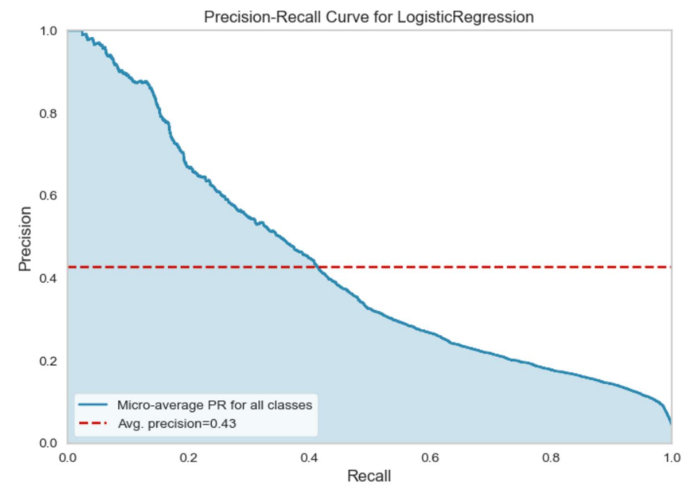 Precision-Recall Curve for LogisticRegression
1.0
0.8
0.6
0.4
0.2
0.0
Precision
Micro-average PR for all classes
Avg. precision=0.43
0.0 0.2 0.4 0.6 0.8 1.0
Recall